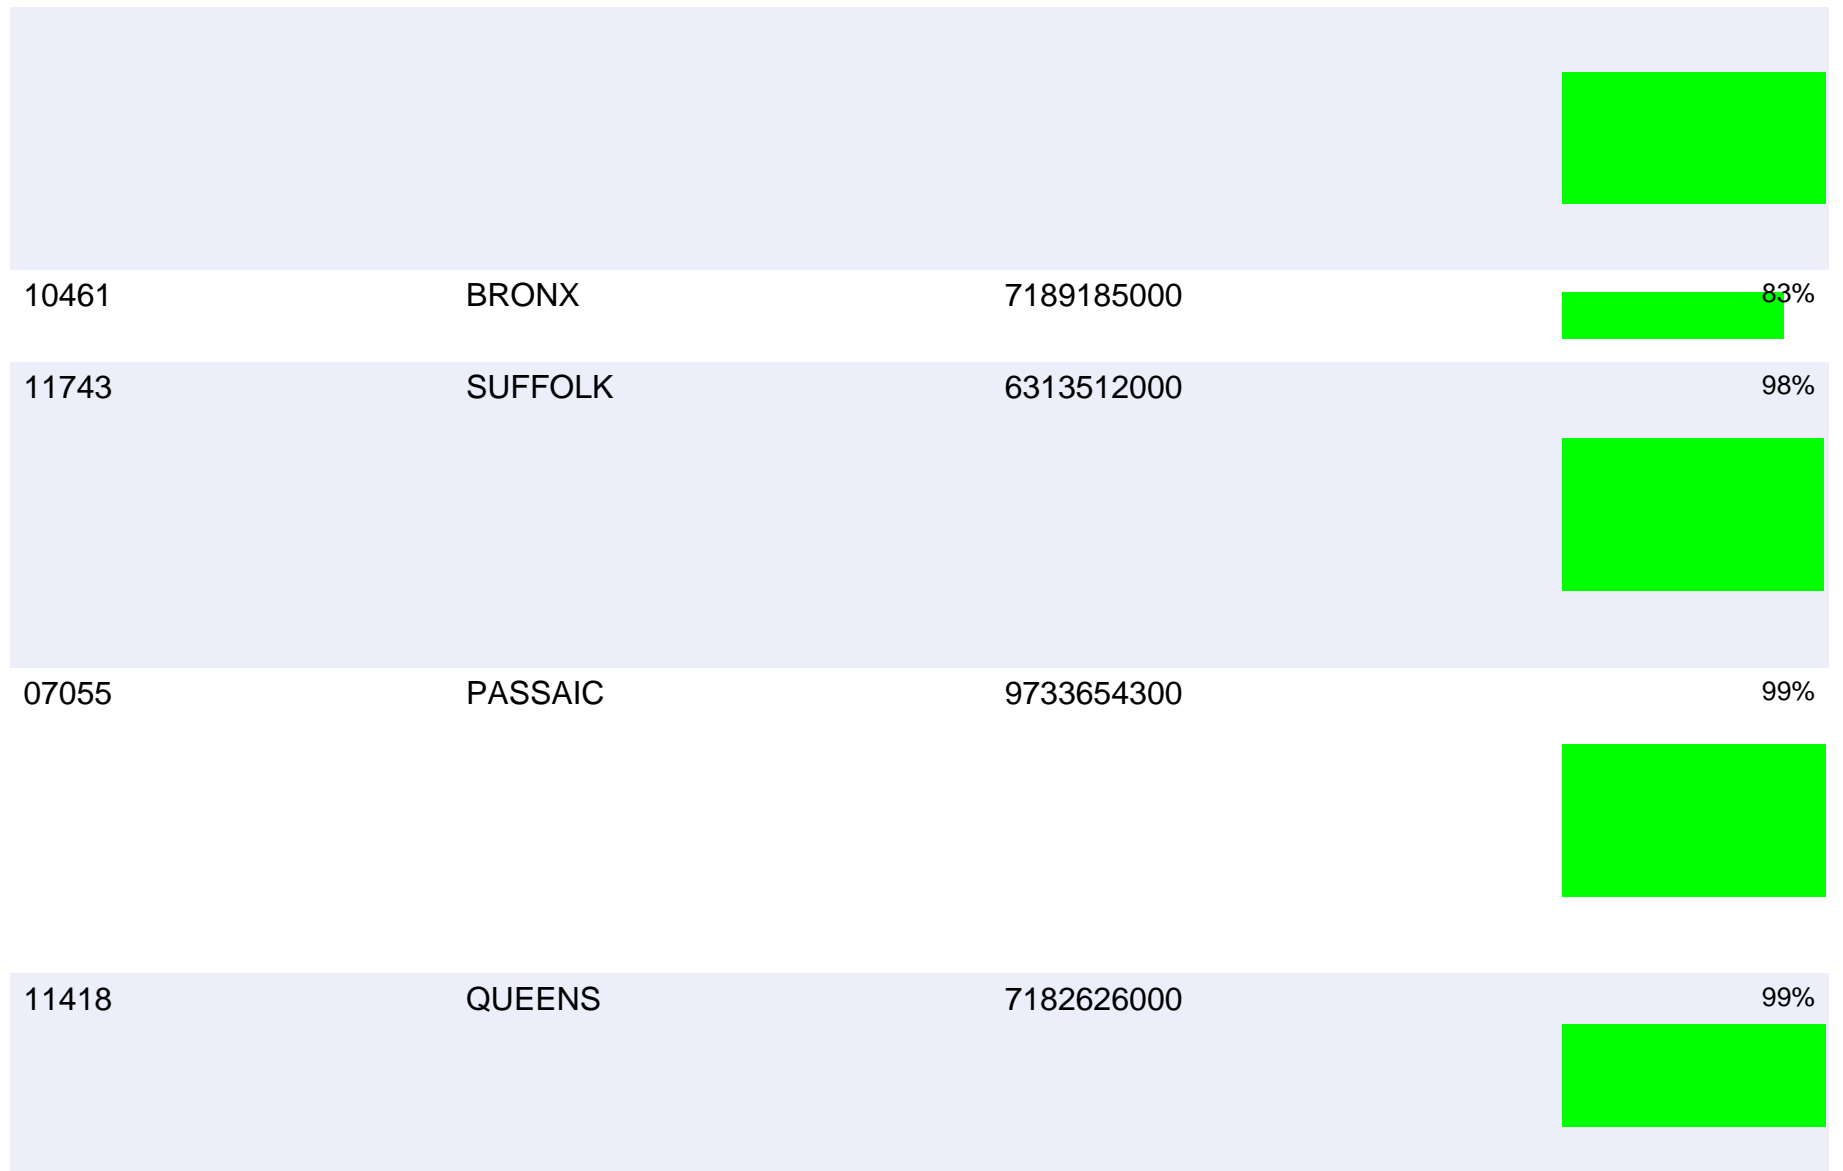 10461 BRONX 7189185000 83%
11743 SUFFOLK 6313512000 98%
07055 PASSAIC 9733654300 99%
11418 QUEENS 7182626000 99%